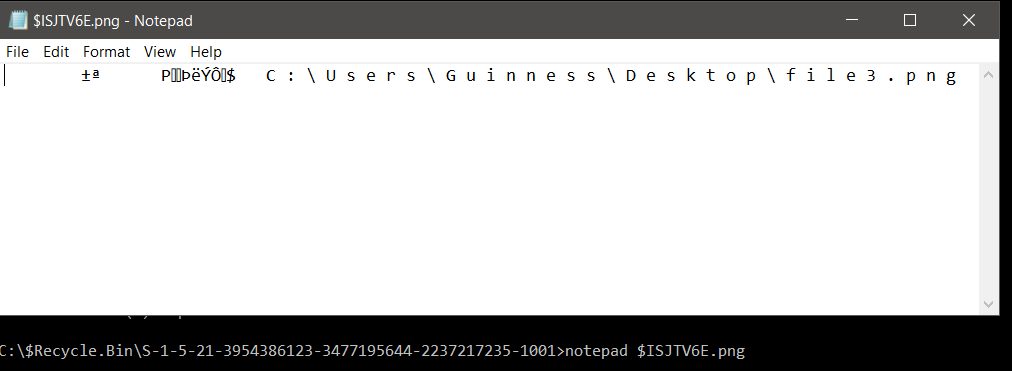 $ISJTV6E.png - Notepad
File Edit Format View Help
±ª P▯▯ÞëÝÔ▯$ C : \ U s e r s \ G u i n n e s s \ D e s k t o p \ f i l e 3 . p n g
C:\$Recycle.Bin\S-1-5-21-3954386123-3477195644-2237217235-1001>notepad $ISJTV6E.png